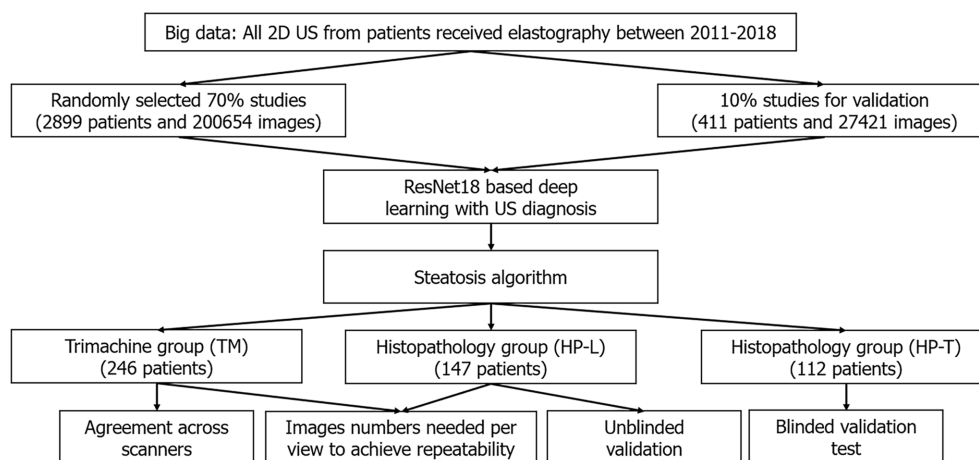 Big data: All 2D US from patients received elastography between 2011-2018
Randomly selected 70% studies
(2899 patients and 200654 images)
10% studies for validation
(411 patients and 27421 images)
ResNet18 based deep
learning with US diagnosis
Steatosis algorithm
Trimachine group (TM)
(246 patients)
Histopathology group (HP-L)
(147 patients)
Histopathology group (HP-T)
(112 patients)
Agreement across
scanners
Images numbers needed per
view to achieve repeatability
Unblinded
validation
Blinded validation
test